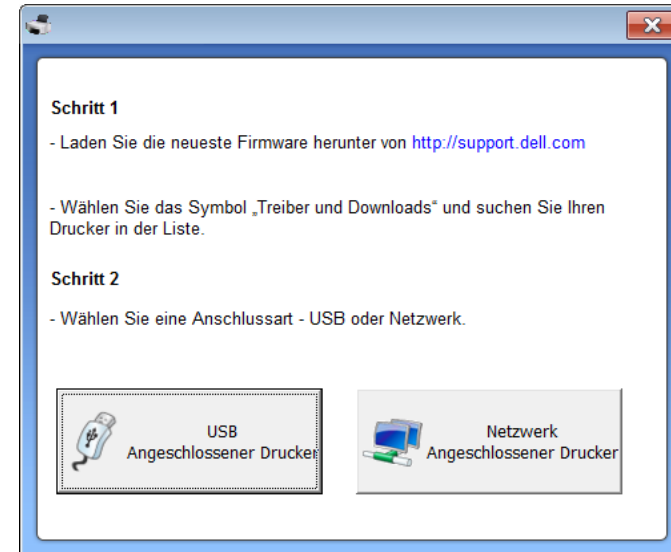 Schritt 1
- Laden Sie die neueste Firmware herunter von http://support.dell.com
- Wählen Sie das Symbol „Treiber und Downloads“ und suchen Sie Ihren
Drucker in der Liste.
Schritt 2
- Wählen Sie eine Anschlussart - USB oder Netzwerk.
USB
Angeschlossener Drucker
Netzwerk
Angeschlossener Drucker